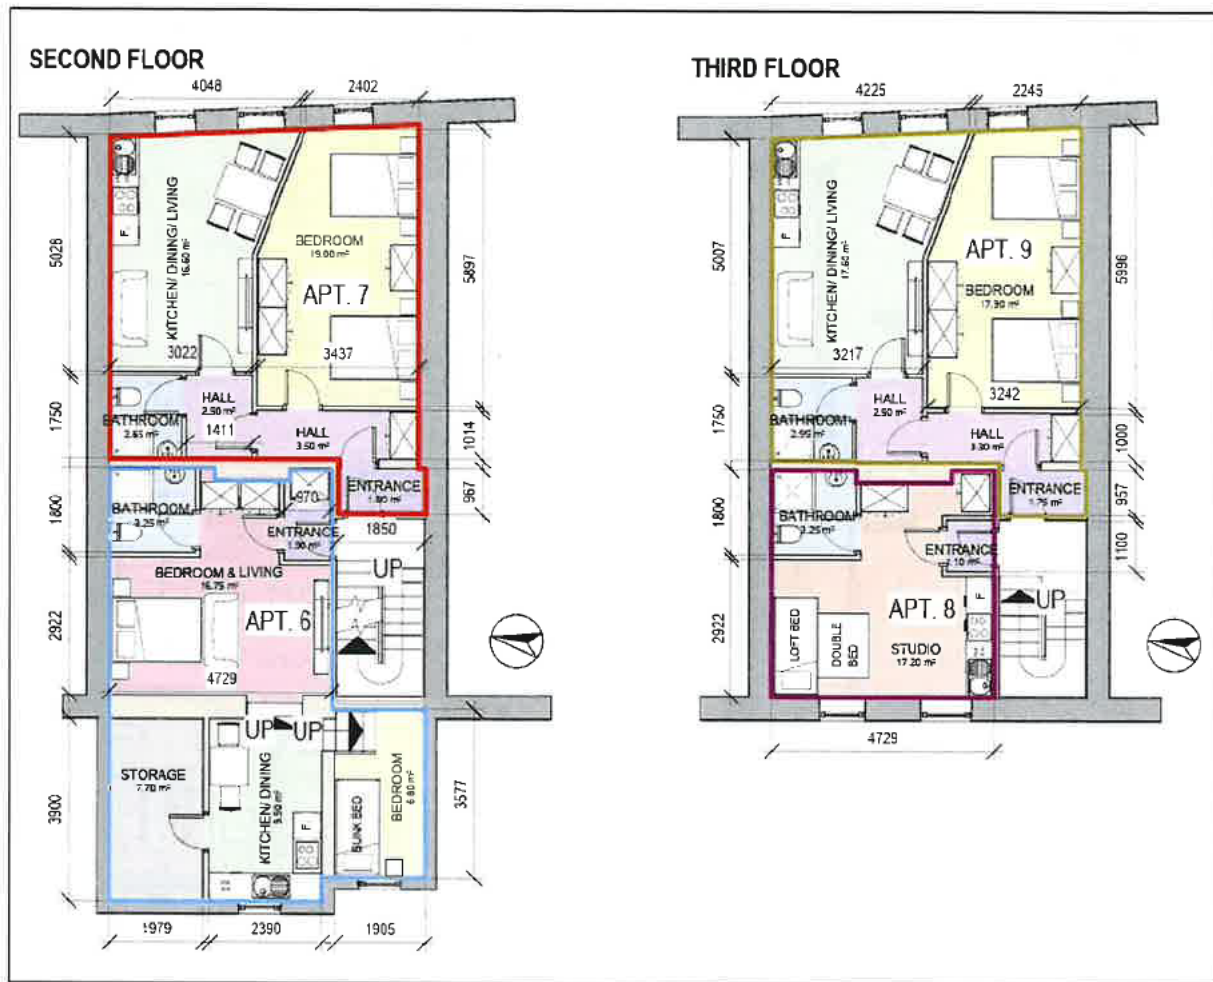 SECOND FLOOR
4048
2402
5028
5897
KITCHEN/ DINING/ LIVING
16.60 m²
F
BEDROOM
19.00 m²
APT. 7
3022
3437
1750
HALL
2.50 m²
BATHROOM
2.65 m²
1411
HALL
3.50 m²
1014
967
ENTRANCE
1850
970
1800
BATHROOM
3.25 m²
ENTRANCE
BEDROOM & LIVING
16.75 m²
APT. 6
UP
2922
4729
UP
UP
STORAGE
7.70 m²
KITCHEN/ DINING
9.50 m²
F
BEDROOM
6.80 m²
BUNK BED
3900
3577
1979
2390
1905
THIRD FLOOR
4225
2245
5007
5996
KITCHEN/ DINING/ LIVING
17.60 m²
F
APT. 9
BEDROOM
17.90 m²
3217
3242
1750
HALL
2.50 m²
BATHROOM
2.95 m²
HALL
3.30 m²
1000
957
ENTRANCE
1.75 m²
1100
1800
BATHROOM
3.25 m²
ENTRANCE
APT. 8
F
UP
LOFT BED
DOUBLE
BED
STUDIO
17.20 m²
2922
4729